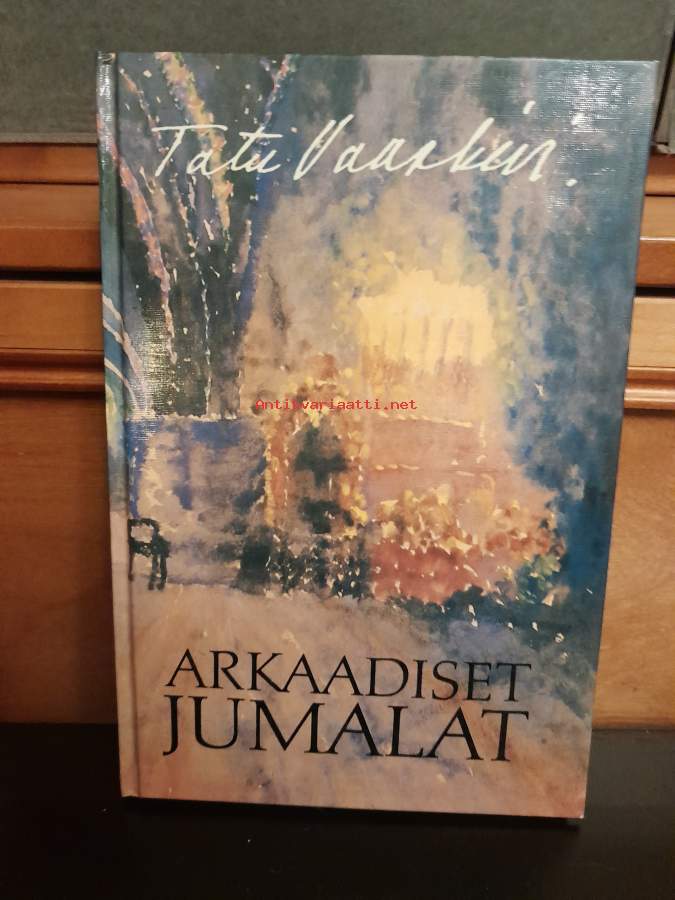 Tatu Vaaskivi.
Antikvariaatti.net
ARKAADISET
JUMALAT